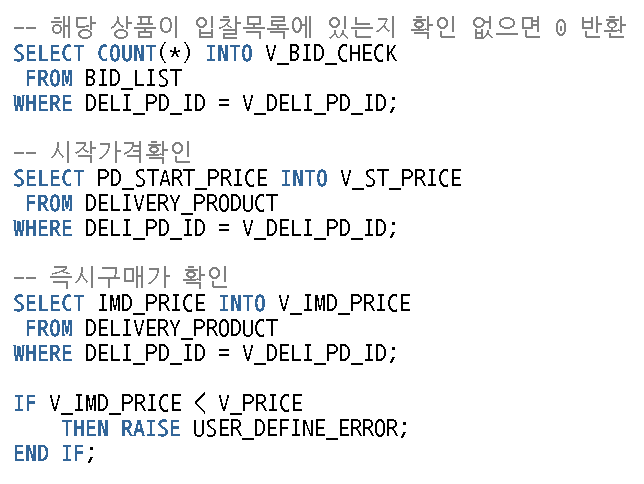 -- 해당 상품이 입찰목록에 있는지 확인 없으면 0 반환
SELECT COUNT(*) INTO V_BID_CHECK
FROM BID_LIST
WHERE DELI_PD_ID = V_DELI_PD_ID;
-- 시작가격확인
SELECT PD_START_PRICE INTO V_ST_PRICE
FROM DELIVERY_PRODUCT
WHERE DELI_PD_ID = V_DELI_PD_ID;
-- 즉시구매가 확인
SELECT IMD_PRICE INTO V_IMD_PRICE
FROM DELIVERY_PRODUCT
WHERE DELI_PD_ID = V_DELI_PD_ID;
IF V_IMD_PRICE < V_PRICE
THEN RAISE USER_DEFINE_ERROR;
END IF;